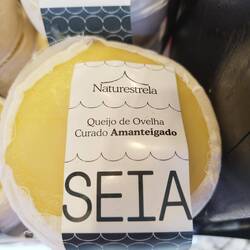 Naturestrela
Queijo de Ovelha
Curado Amanteigado
SEIA